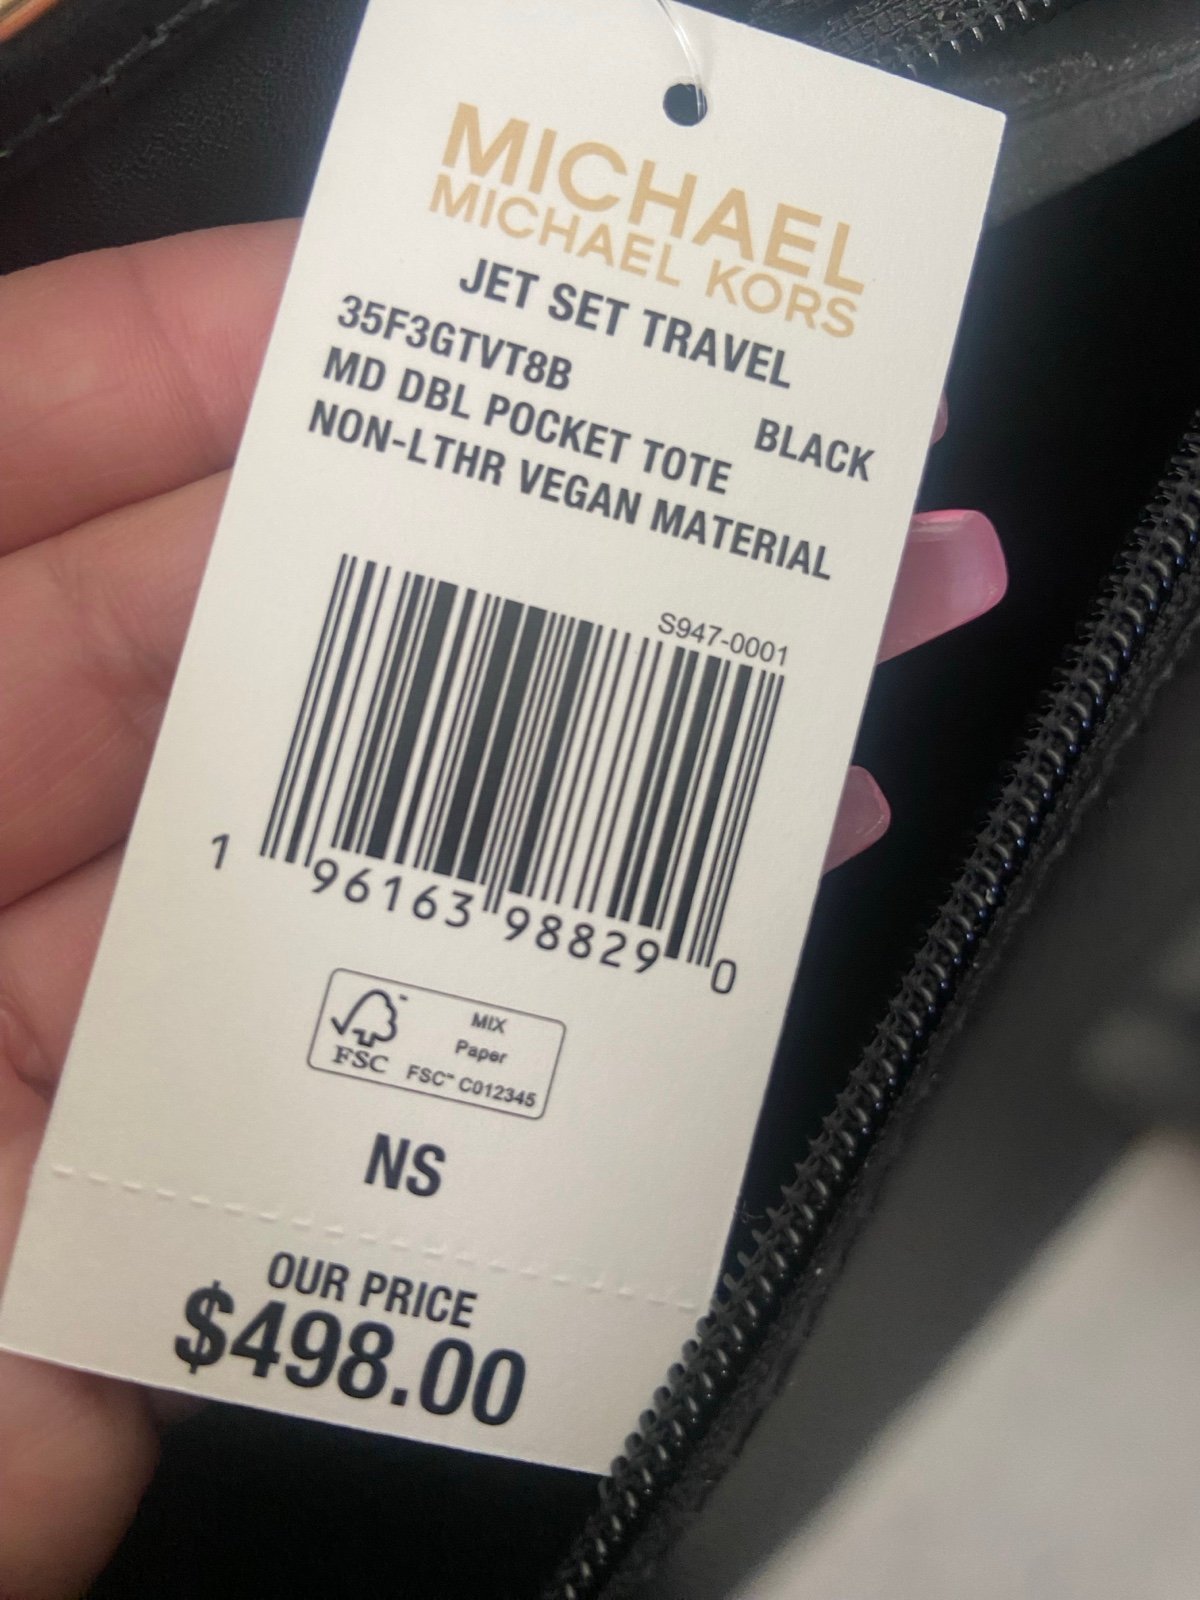 MICHAEL
MICHAEL KORS
JET SET TRAVEL
35F3GTVT8B
BLACK
MD DBL POCKET TOTE
NON-LTHR VEGAN MATERIAL
S947-0001
1 96163 98829 0
MIX
Paper
FSC™ C012345
™
FSC
NS
OUR PRICE
$498.00